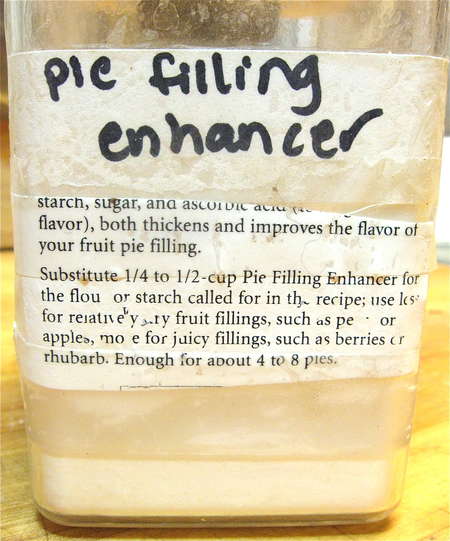 pie filling
enhancer
starch, sugar, and ascorbic acid
flavor), both thickens and improves the flavor of
your fruit pie filling.
Substitute 1/4 to 1/2-cup Pie Filling Enhancer for
the flou or starch called for in the recipe; use less
for relatively dry fruit fillings, such as pe or
apples, mo e for juicy fillings, such as berries or
rhubarb. Enough for about 4 to 8 pies.